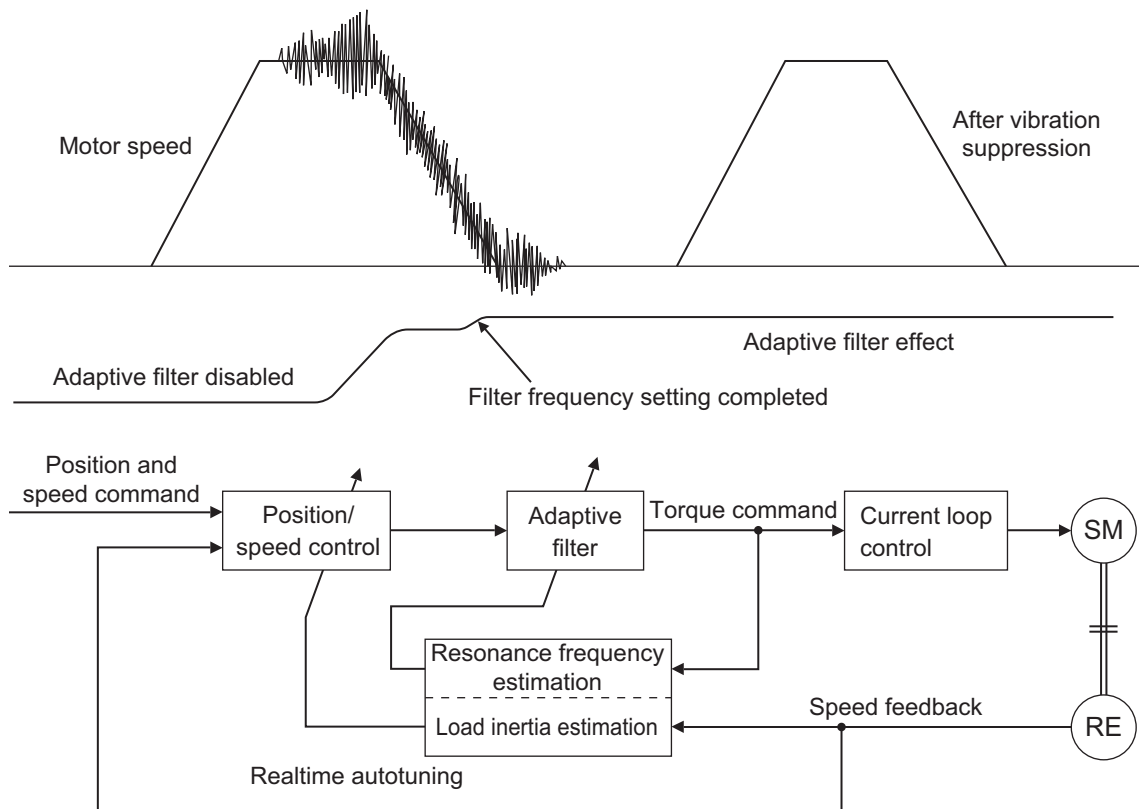 Motor speed
After vibration
suppression
Adaptive filter disabled
Adaptive filter effect
Filter frequency setting completed
Position and
speed command
Position/
speed control
Adaptive
filter
Torque command
Current loop
control
SM
Resonance frequency
estimation
Load inertia estimation
Speed feedback
RE
Realtime autotuning